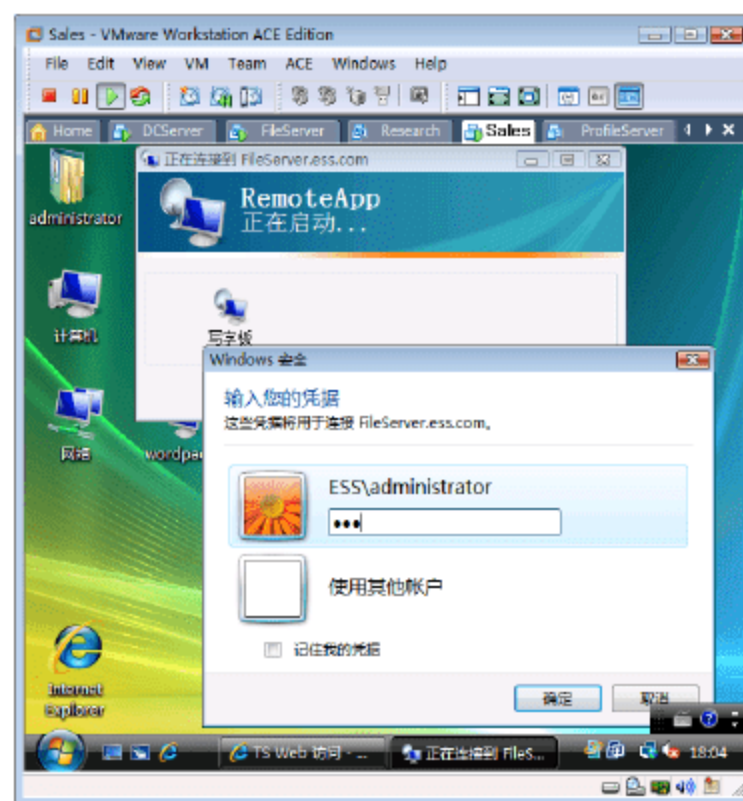 Sales - VMware Workstation ACE Edition
File Edit View VM Team ACE Windows Help
Home DCServer FileServer Research Sales ProfileServer
正在连接到 FileServer.ess.com
administrator
RemoteApp
正在启动...
计算机
写字板
Windows 安全
输入您的凭据
这些凭据将用于连接 FileServer.ess.com。
网络
wordpa
ESS\administrator
使用其他帐户
记住我的凭据
Internet
Explorer
确定 取消
TS Web 访问 - ... 正在连接到 FileS... 18:04